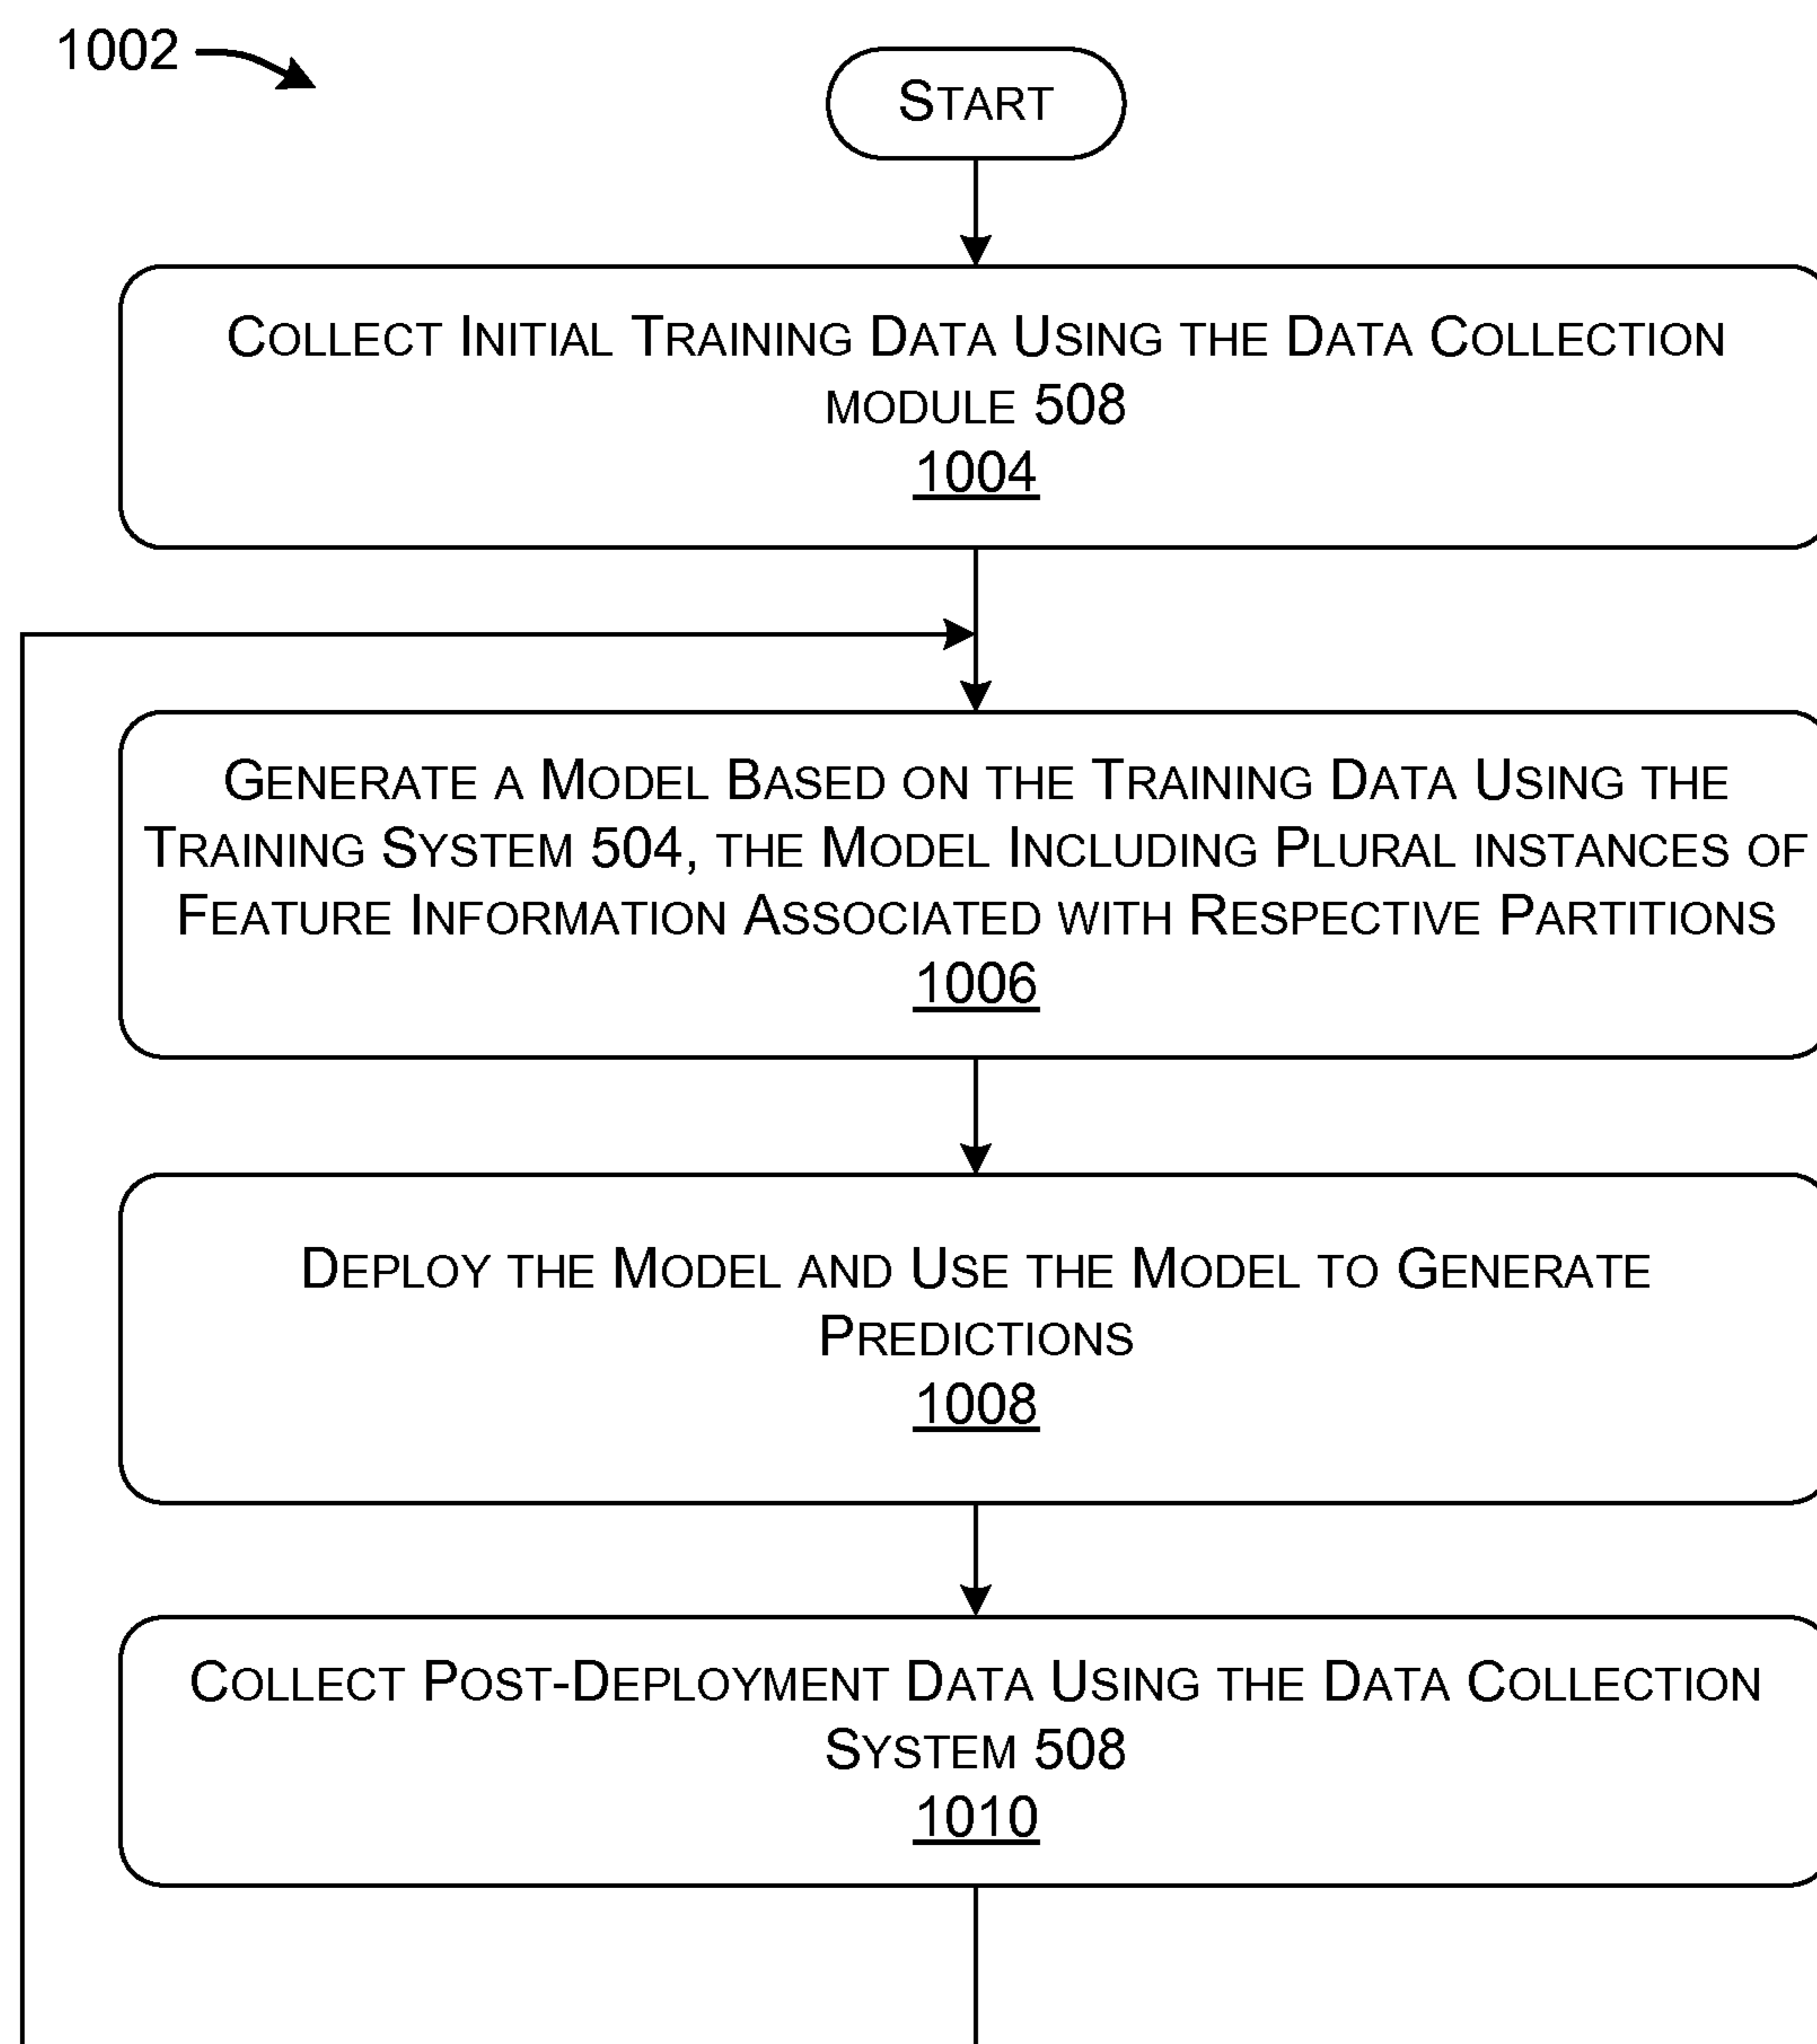 1002
START
COLLECT INITIAL TRAINING DATA USING THE DATA COLLECTION
MODULE 508
1004
GENERATE A MODEL BASED ON THE TRAINING DATA USING THE
TRAINING SYSTEM 504, THE MODEL INCLUDING PLURAL INSTANCES OF
FEATURE INFORMATION ASSOCIATED WITH RESPECTIVE PARTITIONS
1006
DEPLOY THE MODEL AND USE THE MODEL TO GENERATE
PREDICTIONS
1008
COLLECT POST-DEPLOYMENT DATA USING THE DATA COLLECTION
SYSTEM 508
1010